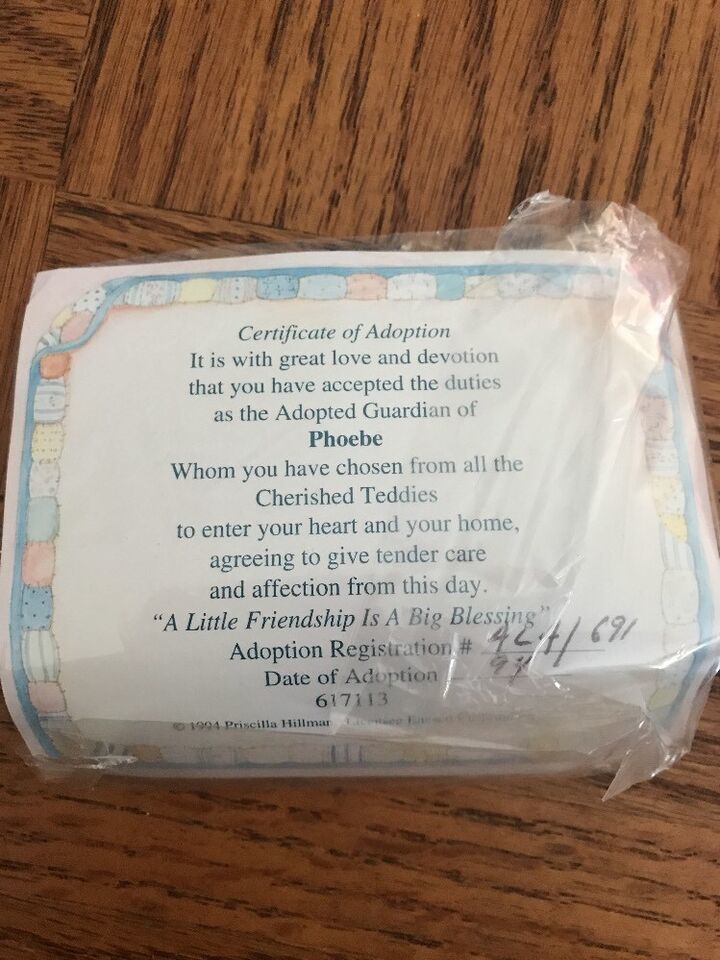 Certificate of Adoption
It is with great love and devotion
that you have accepted the duties
as the Adopted Guardian of
Phoebe
Whom you have chosen from all the
Cherished Teddies
to enter your heart and your home,
agreeing to give tender care
and affection from this day.
“A Little Friendship Is A Big Blessing”
Adoption Registration # / 691
Date of Adoption
617113
© 1994 Priscilla Hillman Licensee